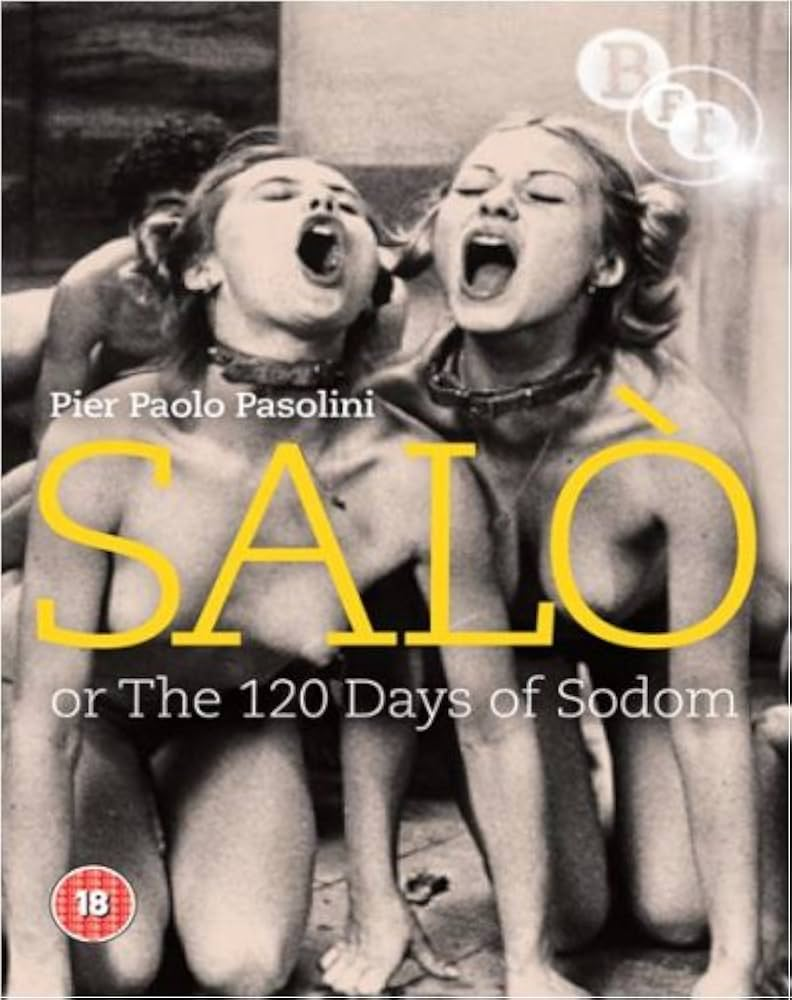 BFI
Pier Paolo Pasolini
SALÒ
or The 120 Days of Sodom
18